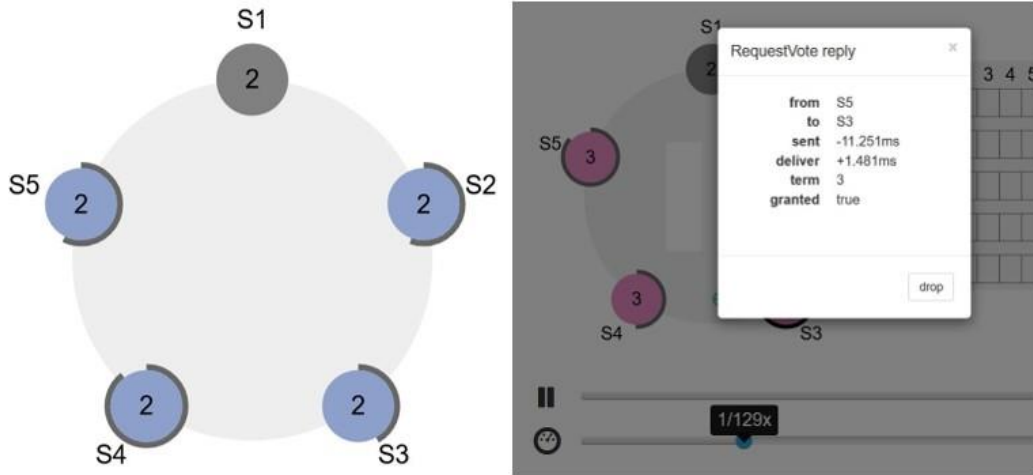 S1
2
S5
2
2
S2
2
S4
2
S3
S1
2
RequestVote reply
×
3 4 5
from S5
to S3
sent -11.251ms
deliver +1.481ms
term 3
granted true
S5
3
3
S4
S3
drop
1/129x